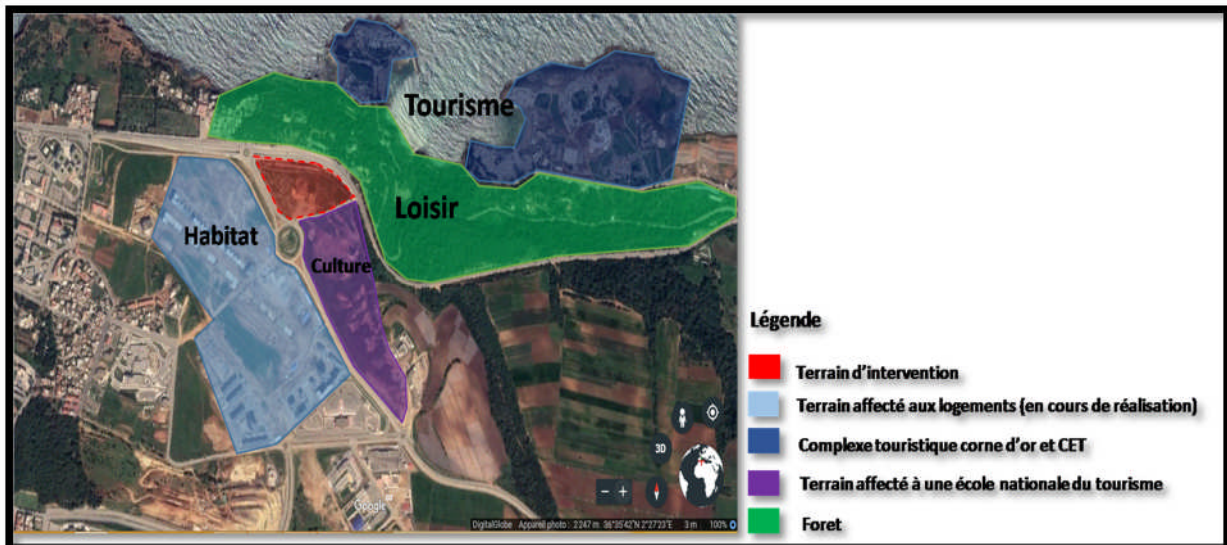 Tourisme
Loisir
Habitat
Culture
Légende
Terrain d'intervention
Terrain affecté aux logements (en cours de réalisation)
Complexe touristique corne d'or et CET
Terrain affecté à une école nationale du tourisme
Foret
3D
Google
DigitalGlobe Appareil photo : 2 247 m 36°35'42"N 2°27'23"E 3 m 100%